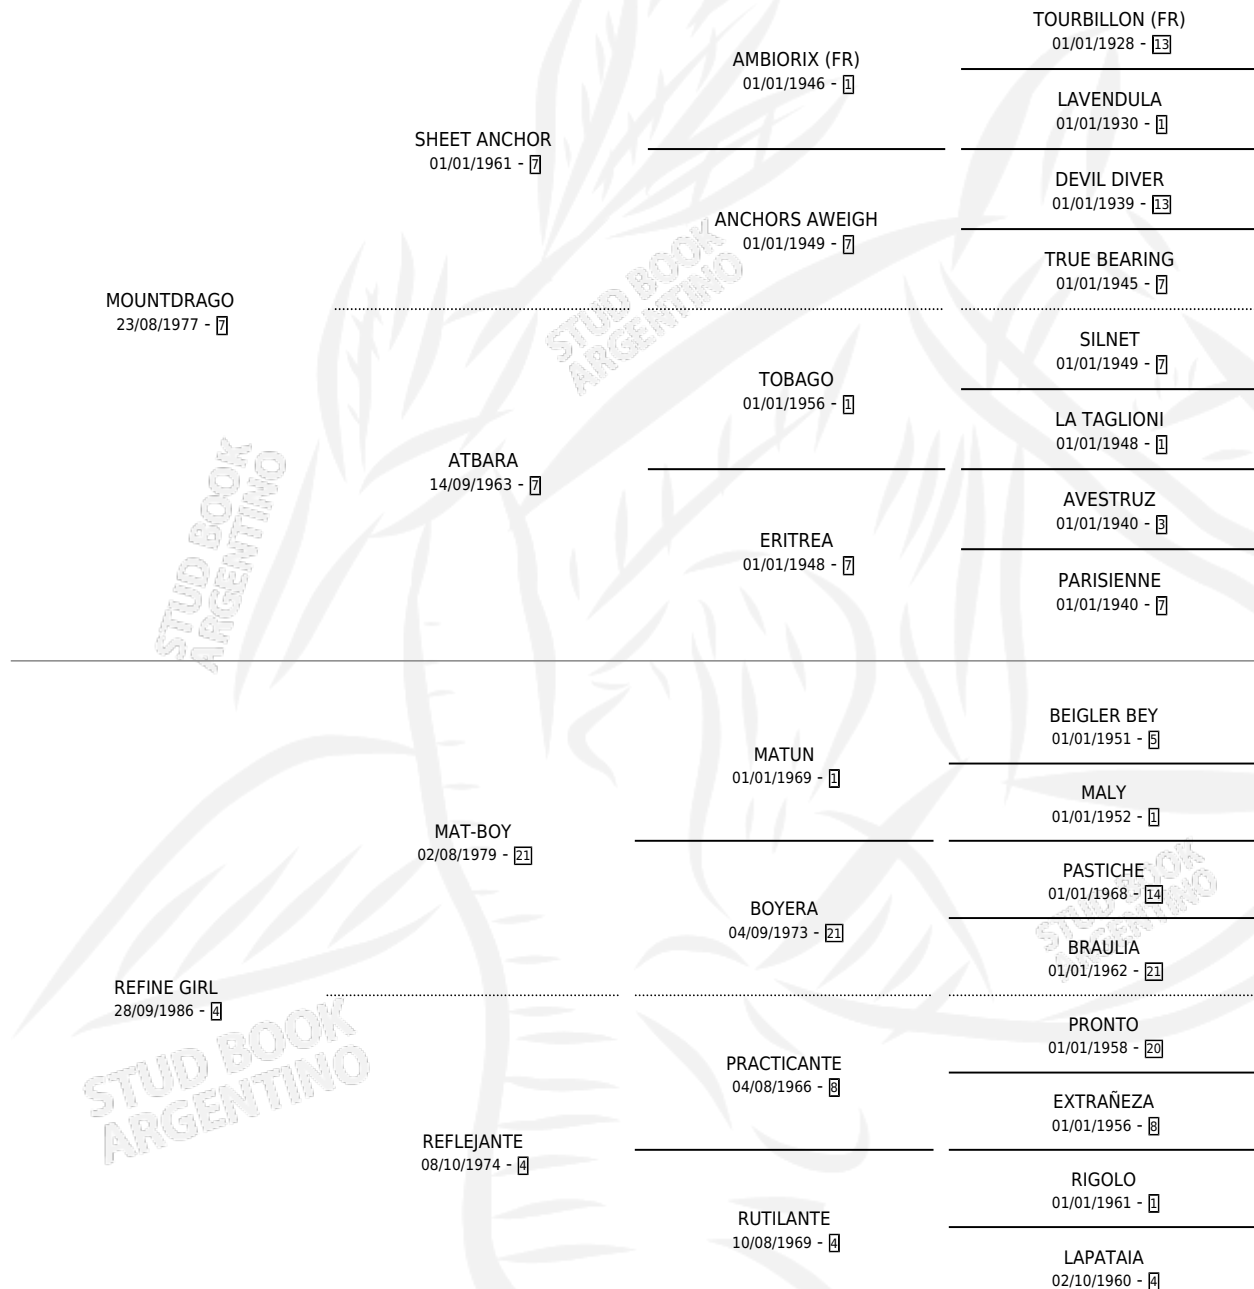 TOURBILLON (FR)
01/01/1928 - 13
AMBIORIX (FR)
01/01/1946 - 1
LAVENDULA
01/01/1930 - 1
SHEET ANCHOR
01/01/1961 - 7
DEVIL DIVER
01/01/1939 - 13
ANCHORS AWEIGH
01/01/1949 - 7
TRUE BEARING
01/01/1945 - 7
MOUNTDRAGO
23/08/1977 - 7
STUD BOOK
ARGENTINO
SILNET
01/01/1949 - 7
TOBAGO
01/01/1956 - 1
LA TAGLIONI
01/01/1948 - 1
ATBARA
14/09/1963 - 7
AVESTRUZ
01/01/1940 - 3
ERITREA
01/01/1948 - 7
PARISIENNE
01/01/1940 - 7
STUD BOOK
ARGENTINO
BEIGLER BEY
01/01/1951 - 5
MATUN
01/01/1969 - 1
MALY
01/01/1952 - 1
MAT-BOY
02/08/1979 - 21
PASTICHE
01/01/1968 - 14
BOYERA
04/09/1973 - 21
BRAULIA
01/01/1962 - 21
STUD BOOK
ARGENTINO
REFINE GIRL
28/09/1986 - 4
PRONTO
01/01/1958 - 20
PRACTICANTE
04/08/1966 - 8
EXTRAÑEZA
01/01/1956 - 8
STUD BOOK
ARGENTINO
REFLEJANTE
08/10/1974 - 4
RIGOLO
01/01/1961 - 1
RUTILANTE
10/08/1969 - 4
LAPATAIA
02/10/1960 - 4